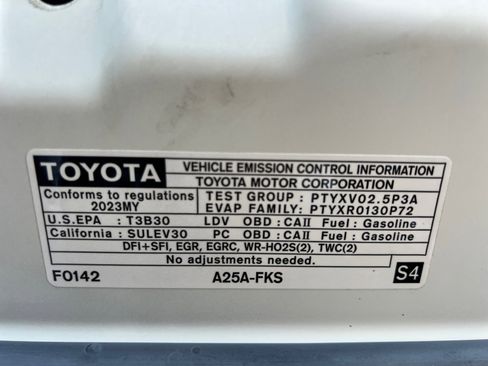 TOYOTA VEHICLE EMISSION CONTROL INFORMATION
TOYOTA MOTOR CORPORATION
Conforms to regulations 2023MY
TEST GROUP : PTYXV02.5P3A
EVAP FAMILY: PTYXR0130P72
U.S.EPA : T3B30 LDV OBD : CAⅡ Fuel : Gasoline
California : SULEV30 PC OBD : CAⅡ Fuel : Gasoline
DFI+SFI, EGR, EGRC, WR-HO2S(2), TWC(2)
No adjustments needed.
F0142 A25A-FKS S4